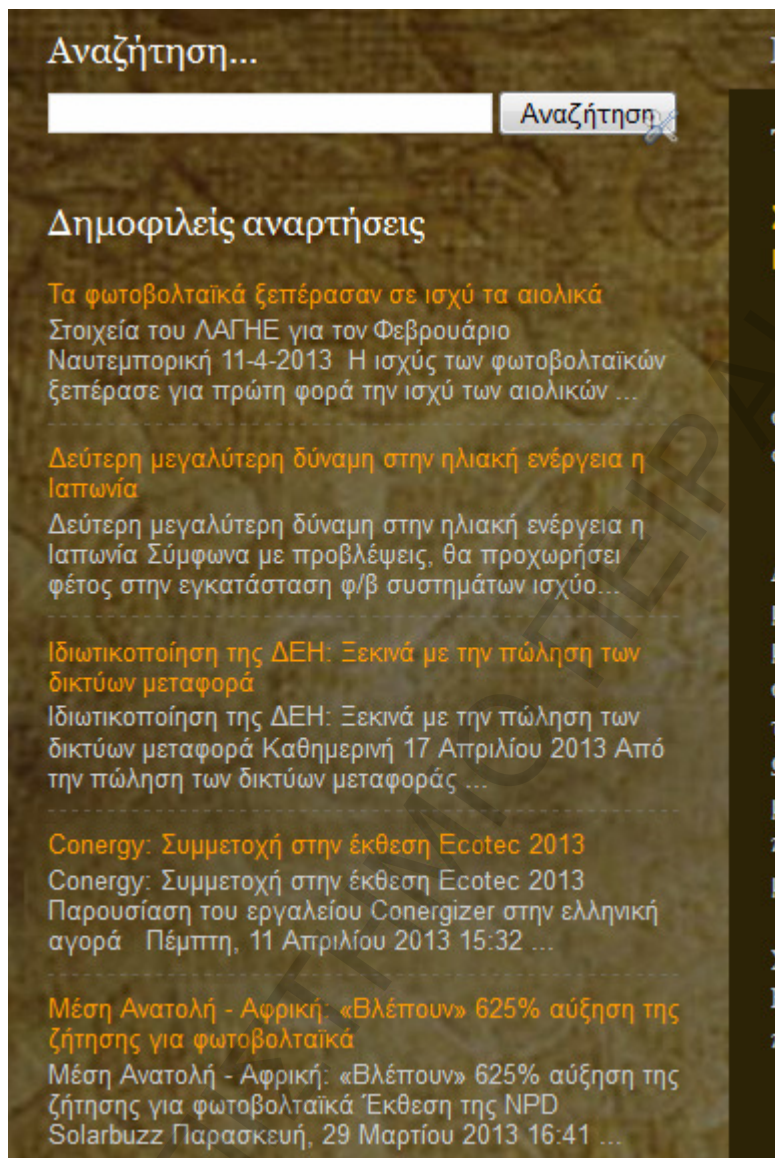 Αναζήτηση...
Αναζήτηση
Δημοφιλείς αναρτήσεις
Τα φωτοβολταϊκά ξεπέρασαν σε ισχύ τα αιολικά
Στοιχεία του ΛΑΓΗΕ για τον Φεβρουάριο
Ναυτεμπορική 11-4-2013  Η ισχύς των φωτοβολταϊκών
ξεπέρασε για πρώτη φορά την ισχύ των αιολικών ...
Δεύτερη μεγαλύτερη δύναμη στην ηλιακή ενέργεια η
Ιαπωνία
Δεύτερη μεγαλύτερη δύναμη στην ηλιακή ενέργεια η
Ιαπωνία Σύμφωνα με προβλέψεις, θα προχωρήσει
φέτος στην εγκατάσταση φ/β συστημάτων ισχύο...
Ιδιωτικοποίηση της ΔΕΗ: Ξεκινά με την πώληση των
δικτύων μεταφορά
Ιδιωτικοποίηση της ΔΕΗ: Ξεκινά με την πώληση των
δικτύων μεταφορά Καθημερινή 17 Απριλίου 2013 Από
την πώληση των δικτύων μεταφοράς ...
Conergy: Συμμετοχή στην έκθεση Ecotec 2013
Conergy: Συμμετοχή στην έκθεση Ecotec 2013
Παρουσίαση του εργαλείου Conergizer στην ελληνική
αγορά   Πέμπτη, 11 Απριλίου 2013 15:32 ...
Μέση Ανατολή - Αφρική: «Βλέπουν» 625% αύξηση της
ζήτησης για φωτοβολταϊκά
Μέση Ανατολή - Αφρική: «Βλέπουν» 625% αύξηση της
ζήτησης για φωτοβολταϊκά Έκθεση της NPD
Solarbuzz Παρασκευή, 29 Μαρτίου 2013 16:41 ...